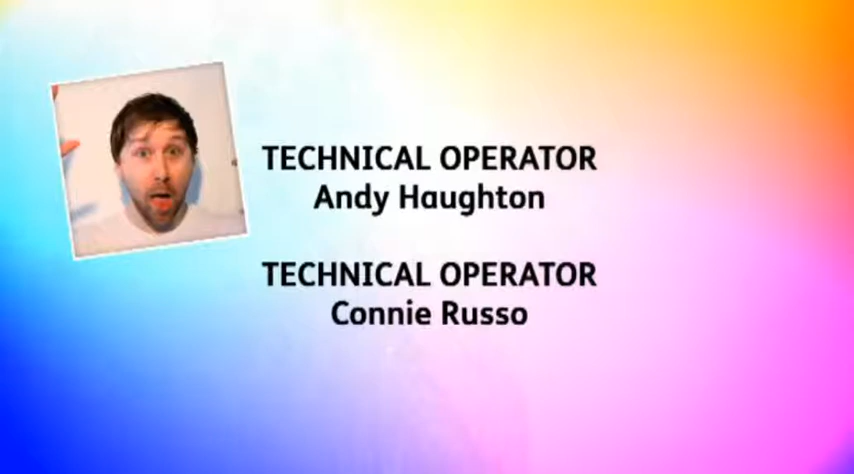 TECHNICAL OPERATOR
Andy Haughton
TECHNICAL OPERATOR
Connie Russo